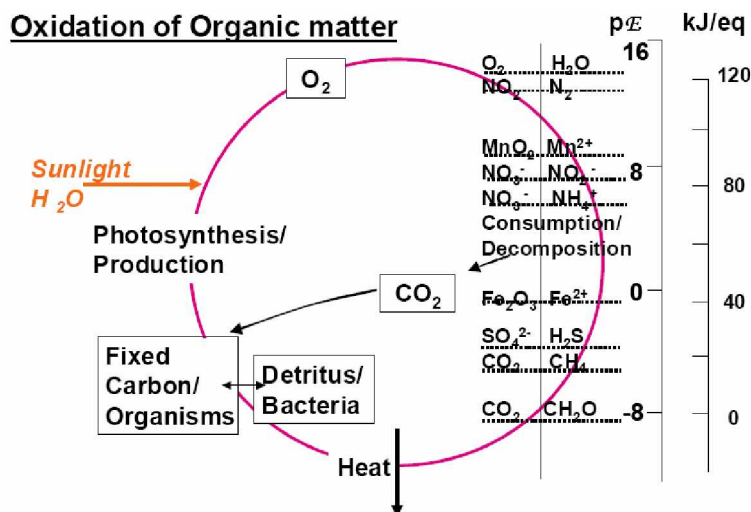 Oxidation of Organic matter
pE
kJ/eq
16
O₂
O₂ H₂O
120
NO₂ N₂
MnO₂ Mn²⁺
Sunlight
H ₂O
NO₃⁻ NO₂⁻
8
80
NO₃⁻ NH₄⁺
Photosynthesis/
Production
Consumption/
Decomposition
CO₂
Fe₂O₃ Fe²⁺
0
40
Fixed
Carbon/
Organisms
Detritus/
Bacteria
SO₄²⁻ H₂S
CO₂ CH₄
CO₂ CH₂O
-8
0
Heat